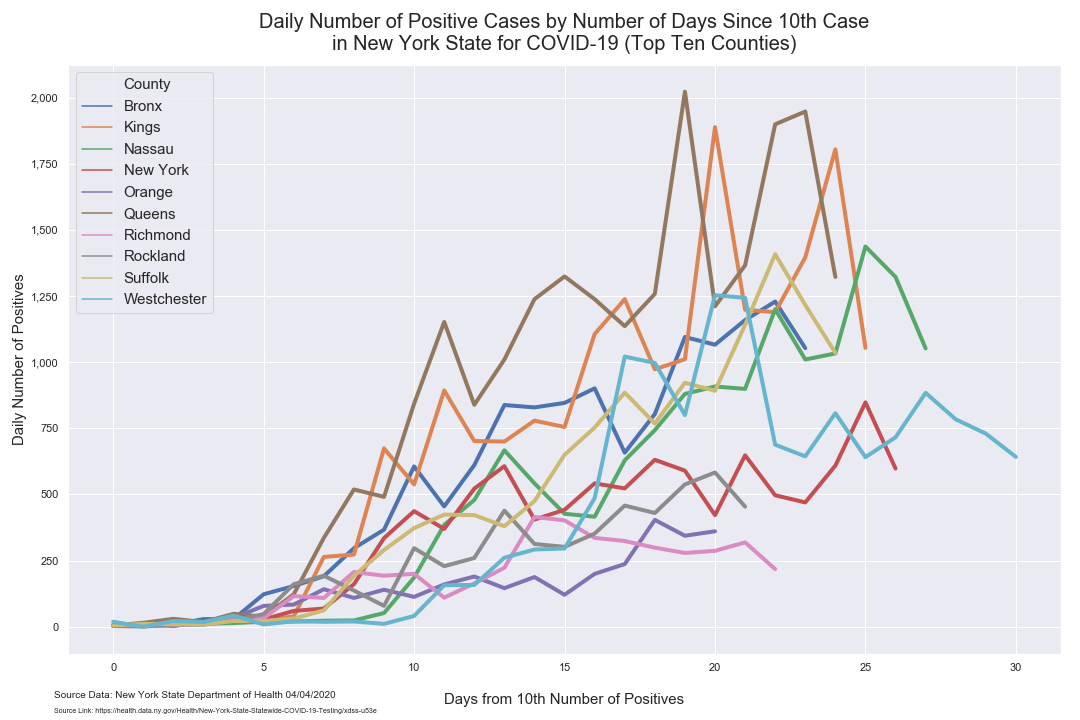 Daily Number of Positive Cases by Number of Days Since 10th Case
in New York State for COVID-19 (Top Ten Counties)
County
Bronx
Kings
Nassau
New York
Orange
Queens
Richmond
Rockland
Suffolk
Westchester
Daily Number of Positives
2,000
1,750
1,500
1,250
1,000
750
500
250
0
0 5 10 15 20 25 30
Days from 10th Number of Positives
Source Data: New York State Department of Health 04/04/2020
Source Link: https://health.data.ny.gov/Health/New-York-State-Statewide-COVID-19-Testing/xdss-u53e